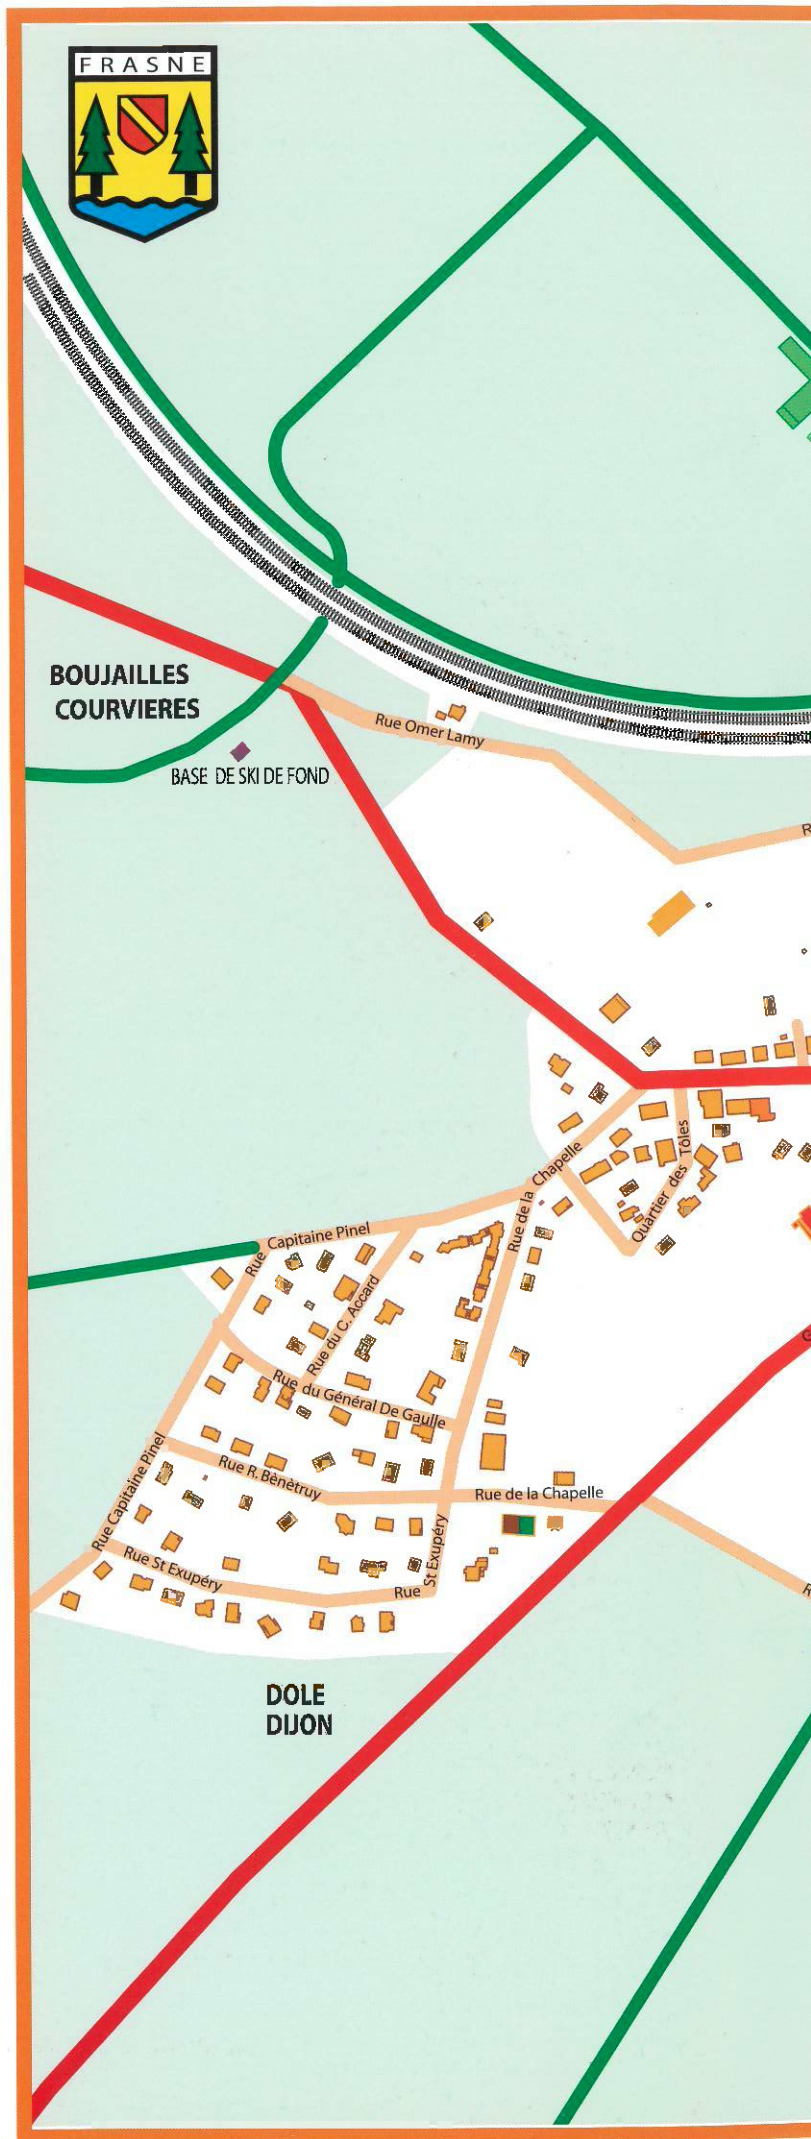 FRASNE
BOUJAILLES
COURVIERES
Rue Omer Lamy
BASE DE SKI DE FOND
R
Rue de la Chapelle
Quartier des Tôles
Rue Capitaine Pinel
Rue du C. Accard
G
Rue du Général De Gaulle
Rue Capitaine Pinel
Rue R. Bènètruy
Rue de la Chapelle
Rue St Exupéry
Rue St Exupéry
R
DOLE
DIJON